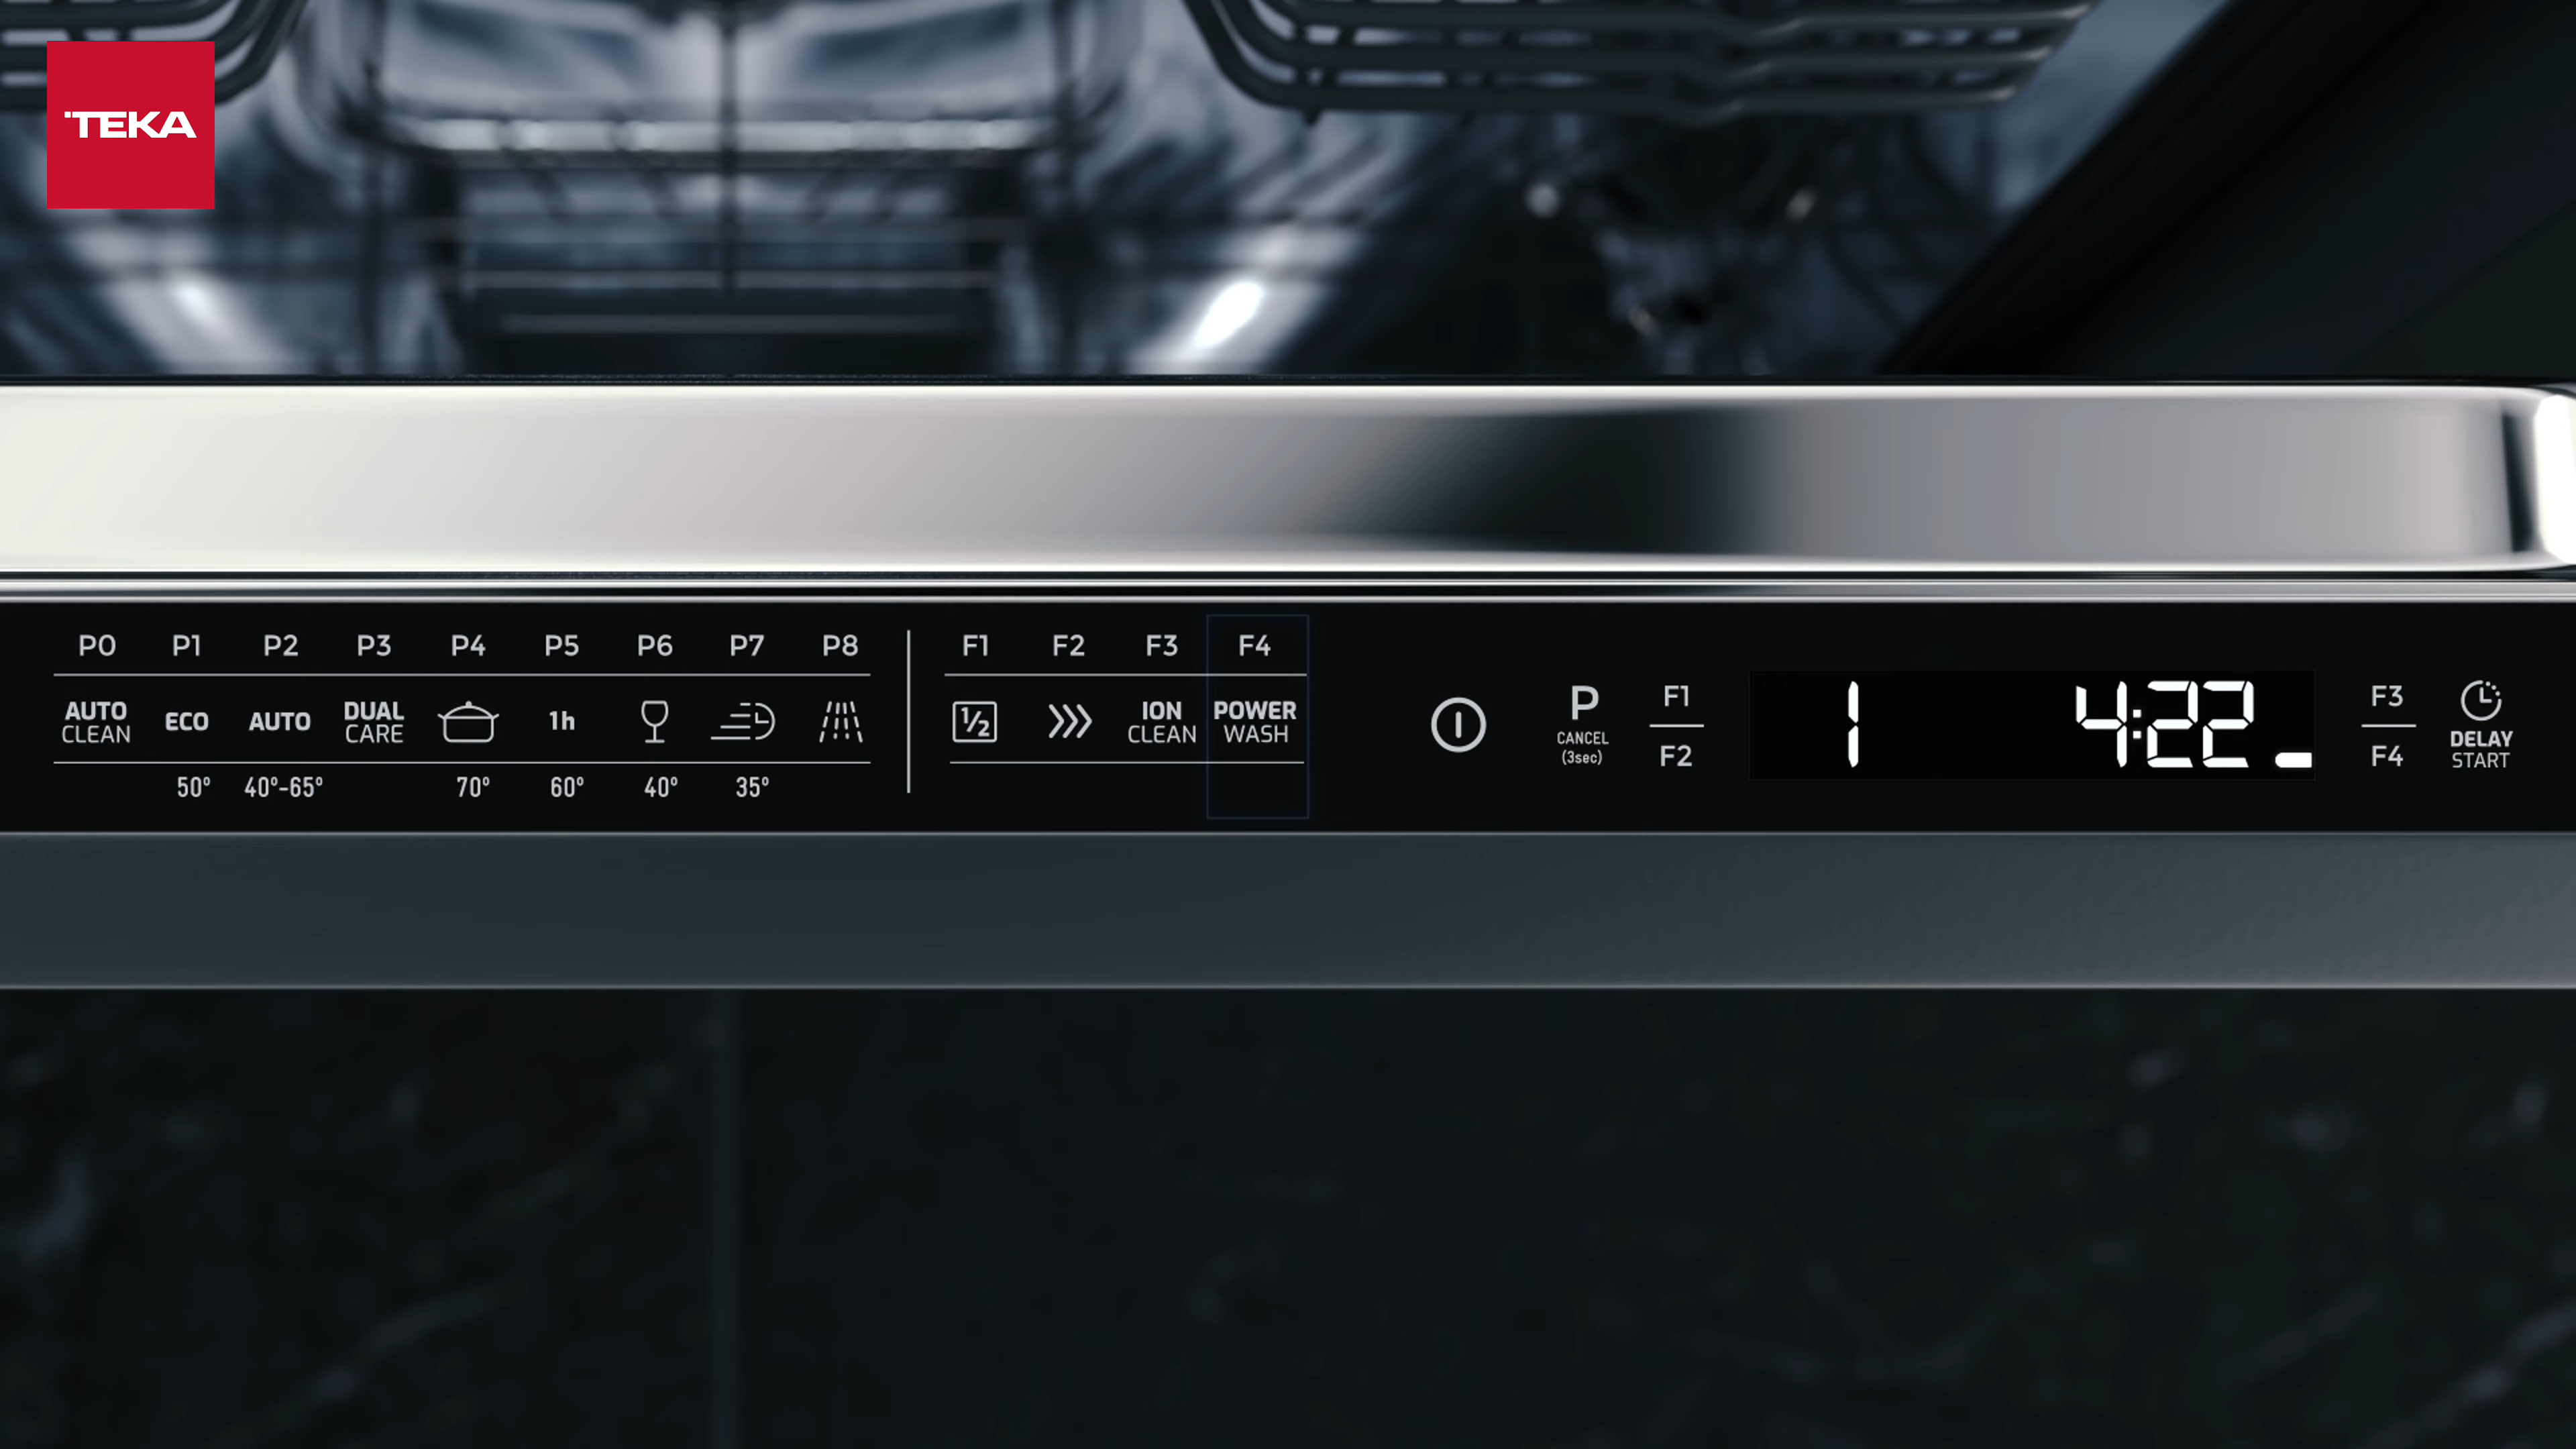 TEKA
P0 P1 P2 P3 P4 P5 P6 P7 P8
AUTO CLEAN ECO AUTO DUAL CARE 1h
50° 40°-65° 70° 60° 40° 35°
F1 F2 F3 F4
1/2 ION CLEAN POWER WASH
P
CANCEL
(3sec)
F1
F2
1 4:22
F3
F4
DELAY
START